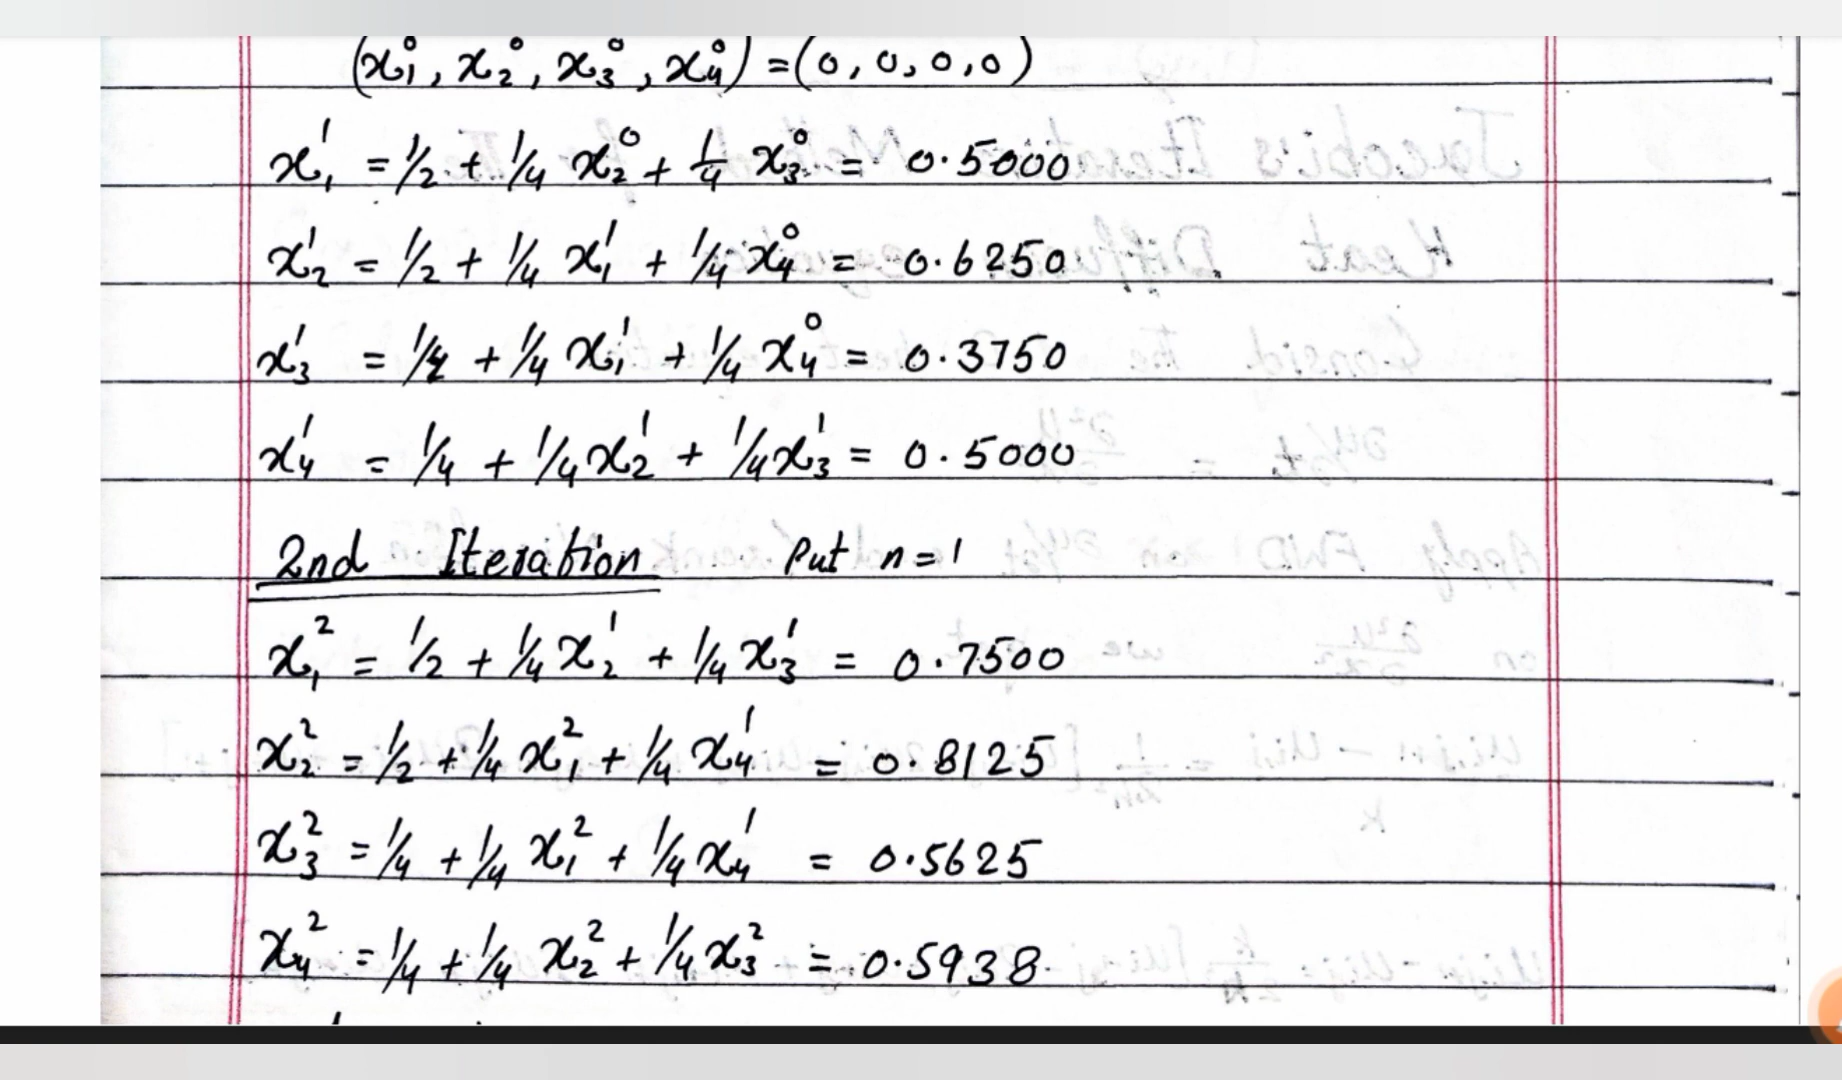 (x₁⁰, x₂⁰, x₃⁰, x₄⁰) = (0, 0, 0, 0)
x₁¹ = 1/2 + 1/4 x₂⁰ + 1/4 x₃⁰ = 0.5000
x₂¹ = 1/2 + 1/4 x₁¹ + 1/4 x₄⁰ = 0.6250
x₃¹ = 1/4 + 1/4 x₁¹ + 1/4 x₄⁰ = 0.3750
x₄¹ = 1/4 + 1/4 x₂¹ + 1/4 x₃¹ = 0.5000
2nd Iteration Put n = 1
x₁² = 1/2 + 1/4 x₂¹ + 1/4 x₃¹ = 0.7500
x₂² = 1/2 + 1/4 x₁² + 1/4 x₄¹ = 0.8125
x₃² = 1/4 + 1/4 x₁² + 1/4 x₄¹ = 0.5625
x₄² = 1/4 + 1/4 x₂² + 1/4 x₃² = 0.5938